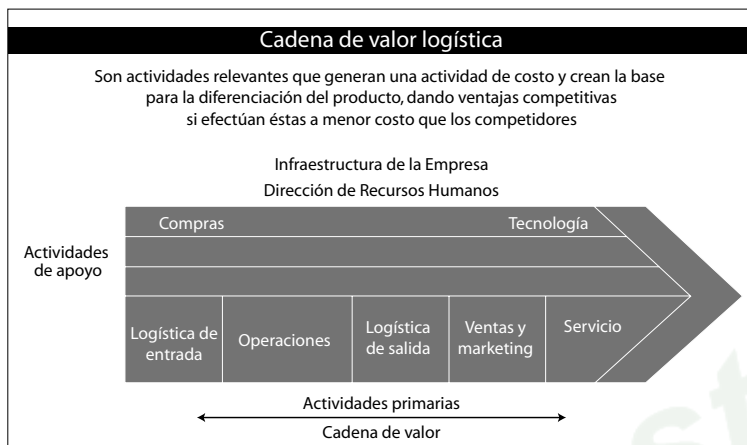 Cadena de valor logística
Son actividades relevantes que generan una actividad de costo y crean la base
para la diferenciación del producto, dando ventajas competitivas
si efectúan éstas a menor costo que los competidores
Infraestructura de la Empresa
Dirección de Recursos Humanos
Compras
Tecnología
Actividades
de apoyo
Logística de
entrada
Operaciones
Logística
de salida
Ventas y
marketing
Servicio
Actividades primarias
Cadena de valor